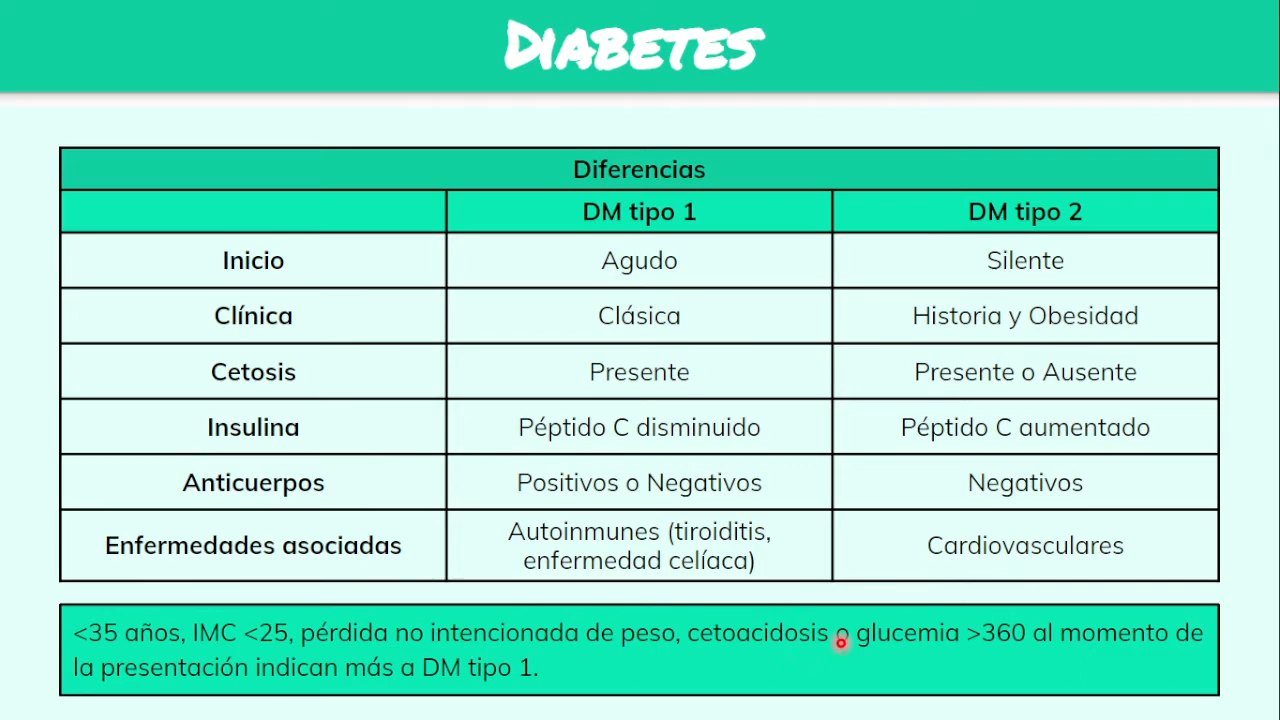 DIABETES
Diferencias
DM tipo 1 DM tipo 2
Inicio Agudo Silente
Clínica Clásica Historia y Obesidad
Cetosis Presente Presente o Ausente
Insulina Péptido C disminuido Péptido C aumentado
Anticuerpos Positivos o Negativos Negativos
Enfermedades asociadas Autoinmunes (tiroiditis, enfermedad celíaca) Cardiovasculares
<35 años, IMC <25, pérdida no intencionada de peso, cetoacidosis o glucemia >360 al momento de
la presentación indican más a DM tipo 1.